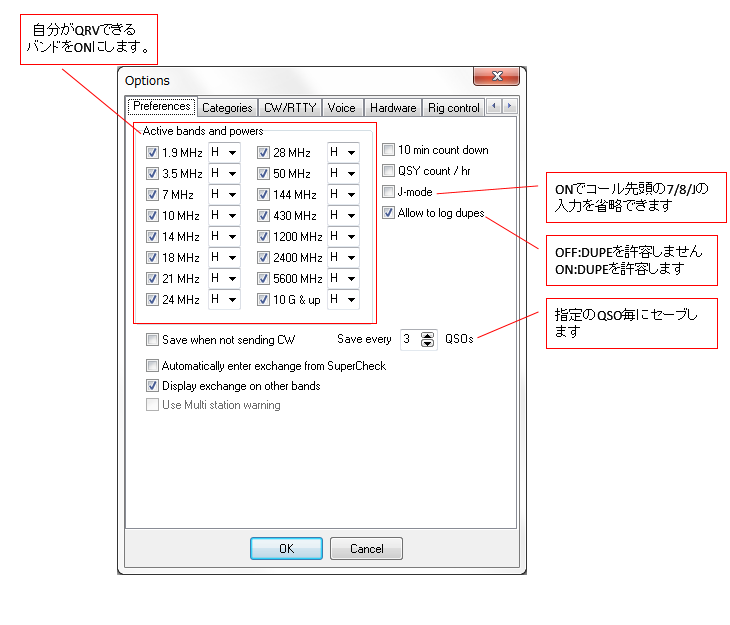 自分がQRVできる
バンドをONにします。
Options
Preferences Categories CW/RTTY Voice Hardware Rig control
Active bands and powers
1.9 MHz H 28 MHz H
3.5 MHz H 50 MHz H
7 MHz H 144 MHz H
10 MHz H 430 MHz H
14 MHz H 1200 MHz H
18 MHz H 2400 MHz H
21 MHz H 5600 MHz H
24 MHz H 10 G & up H
10 min count down
QSY count / hr
J-mode
Allow to log dupes
ONでコール先頭の7/8/Jの
入力を省略できます
OFF:DUPEを許容しません
ON:DUPEを許容します
指定のQSO毎にセーブし
ます
Save when not sending CW Save every 3 QSOs
Automatically enter exchange from SuperCheck
Display exchange on other bands
Use Multi station warning
OK Cancel